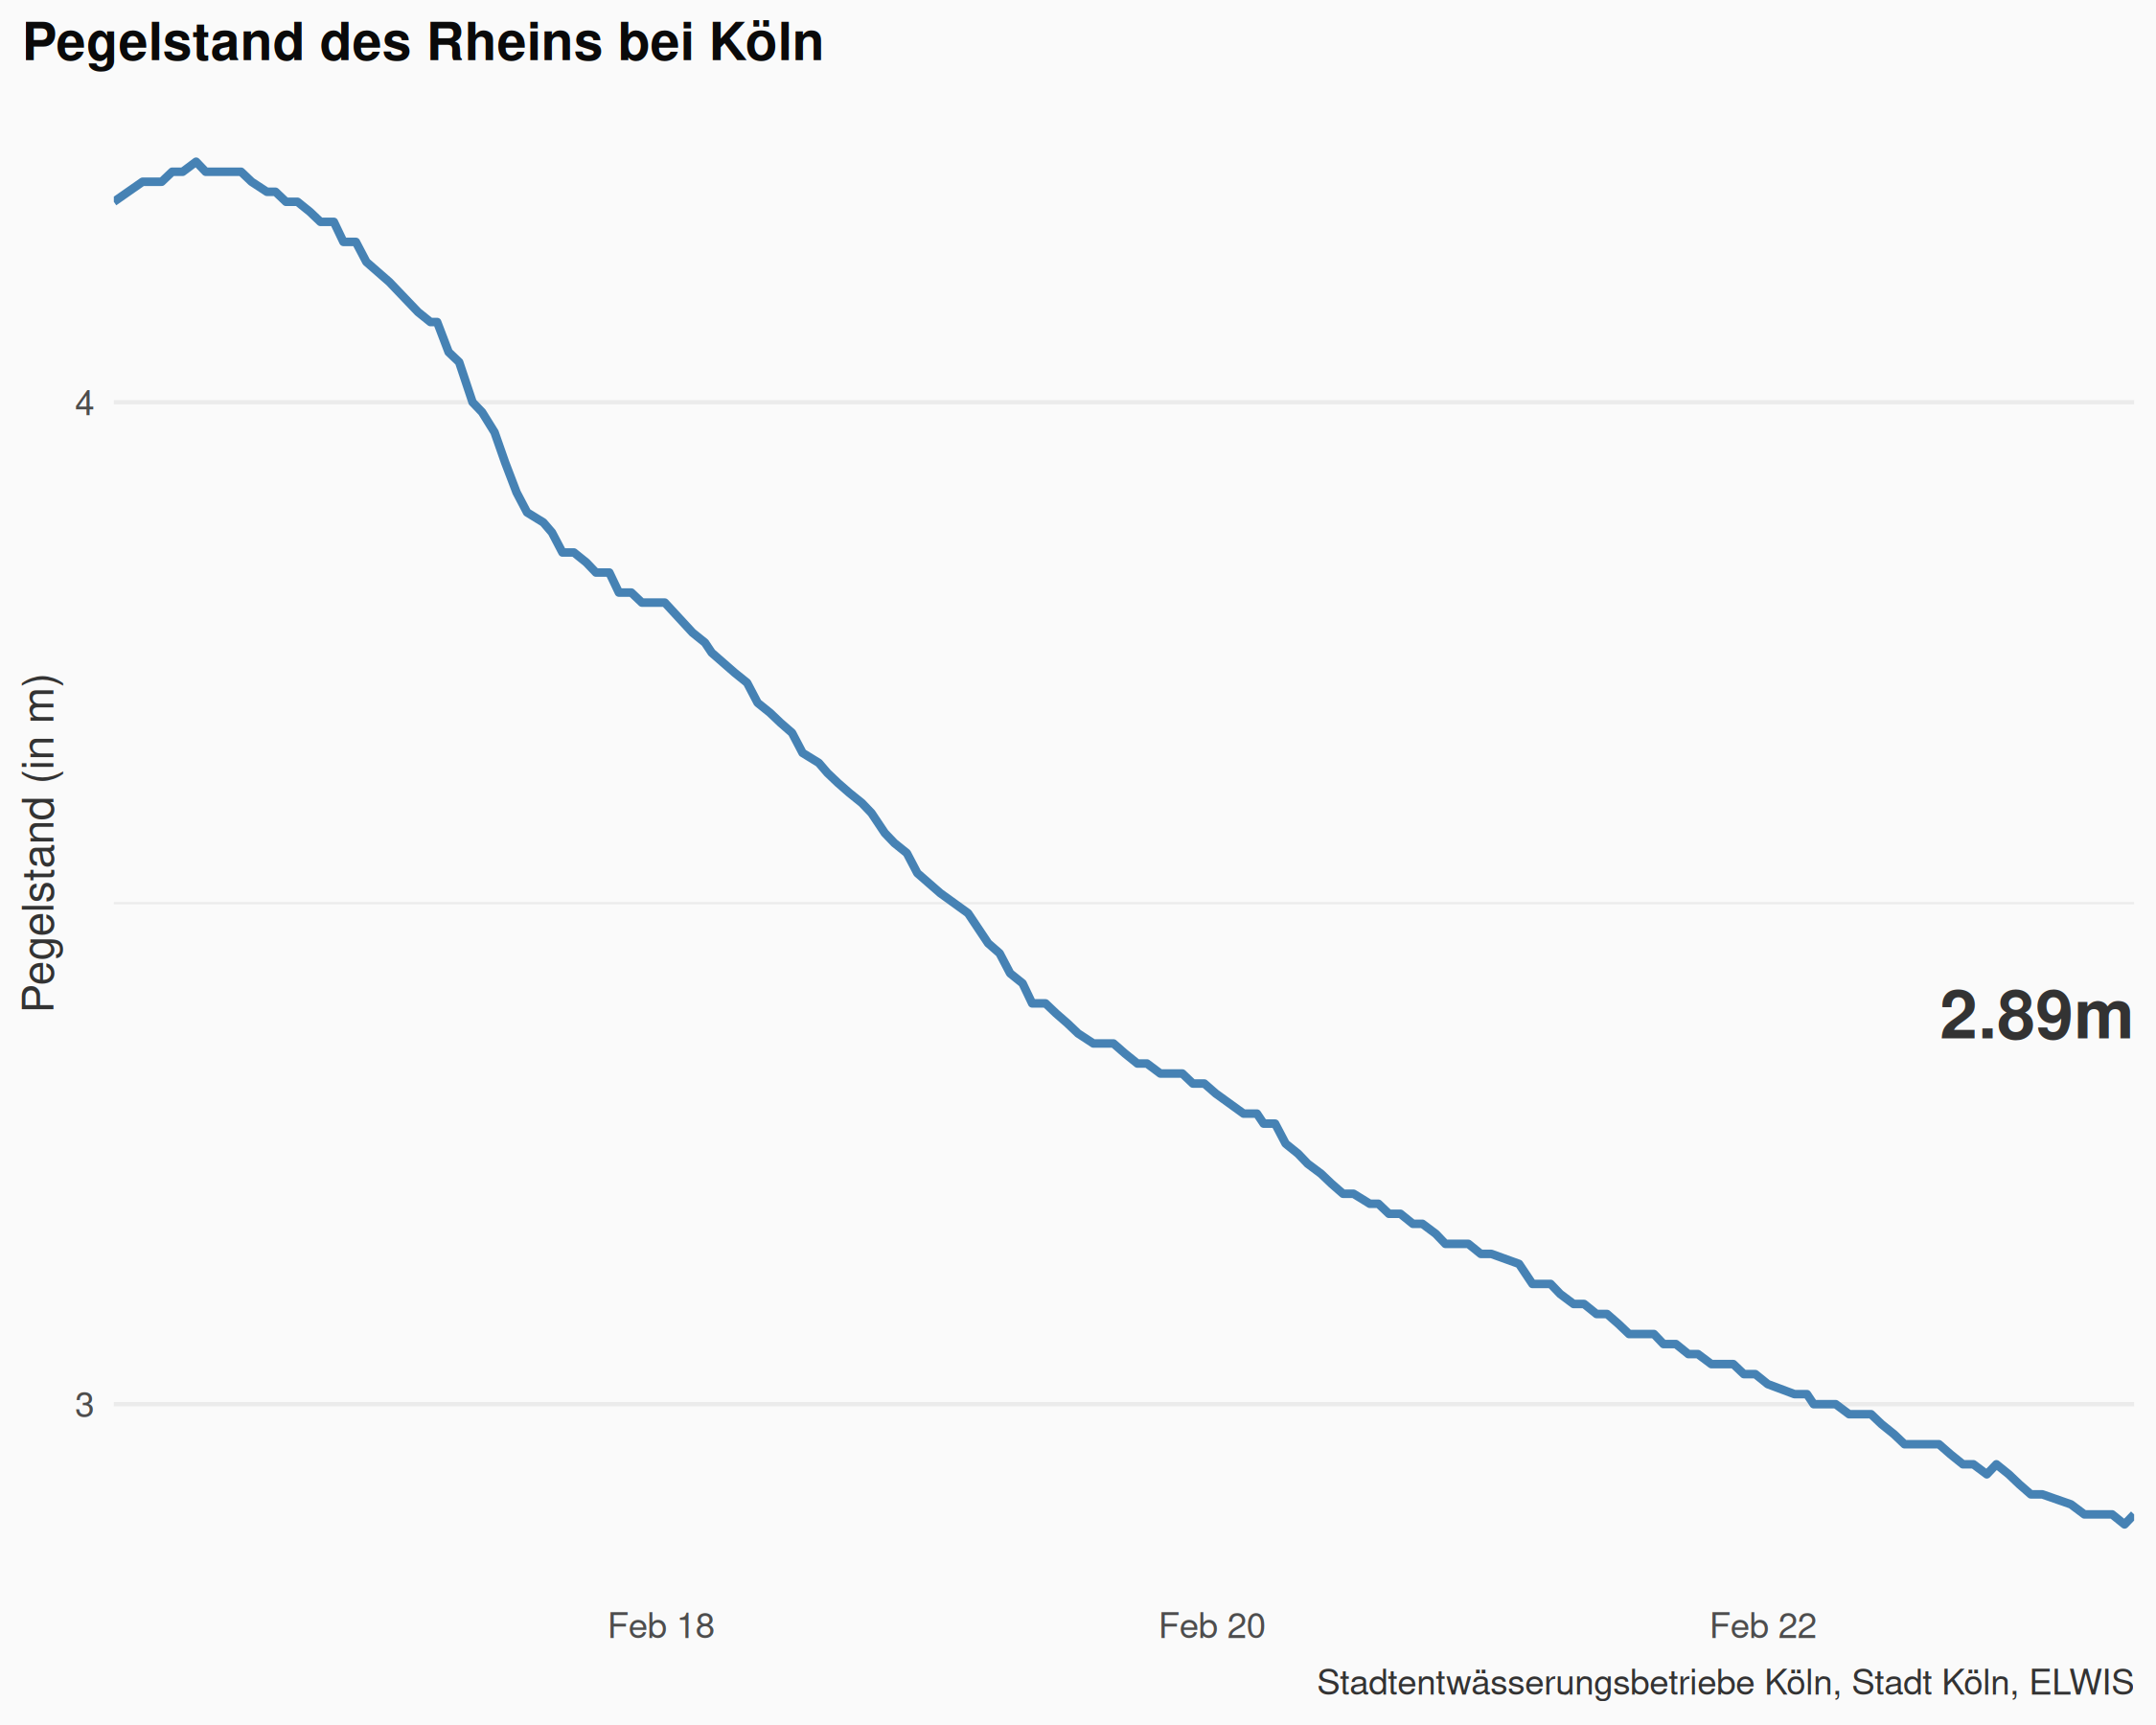 Pegelstand des Rheins bei Köln
Pegelstand (in m)
4
3
2.89m
Feb 18
Feb 20
Feb 22
Stadtentwässerungsbetriebe Köln, Stadt Köln, ELWIS